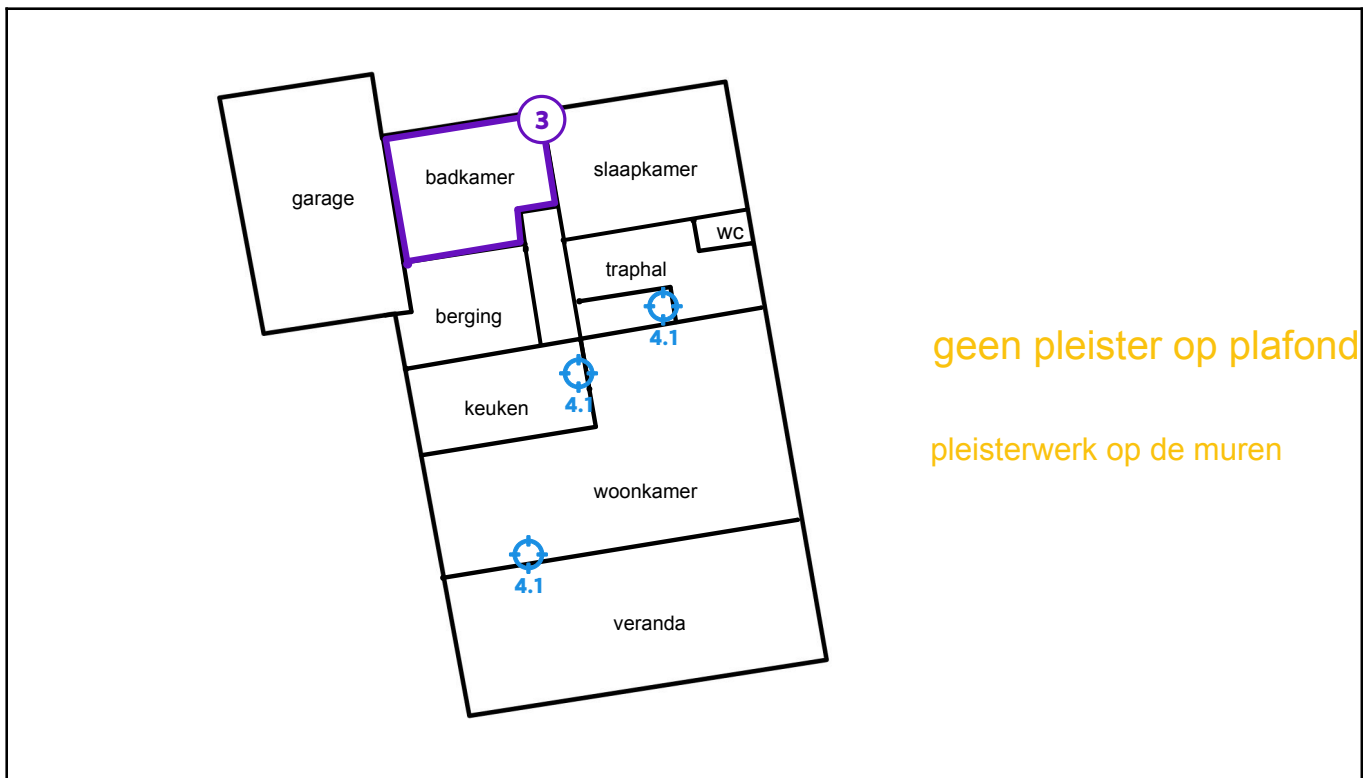 3
badkamer
slaapkamer
garage
wc
traphal
berging
4.1
geen pleister op plafond
4.1
keuken
pleisterwerk op de muren
woonkamer
4.1
veranda